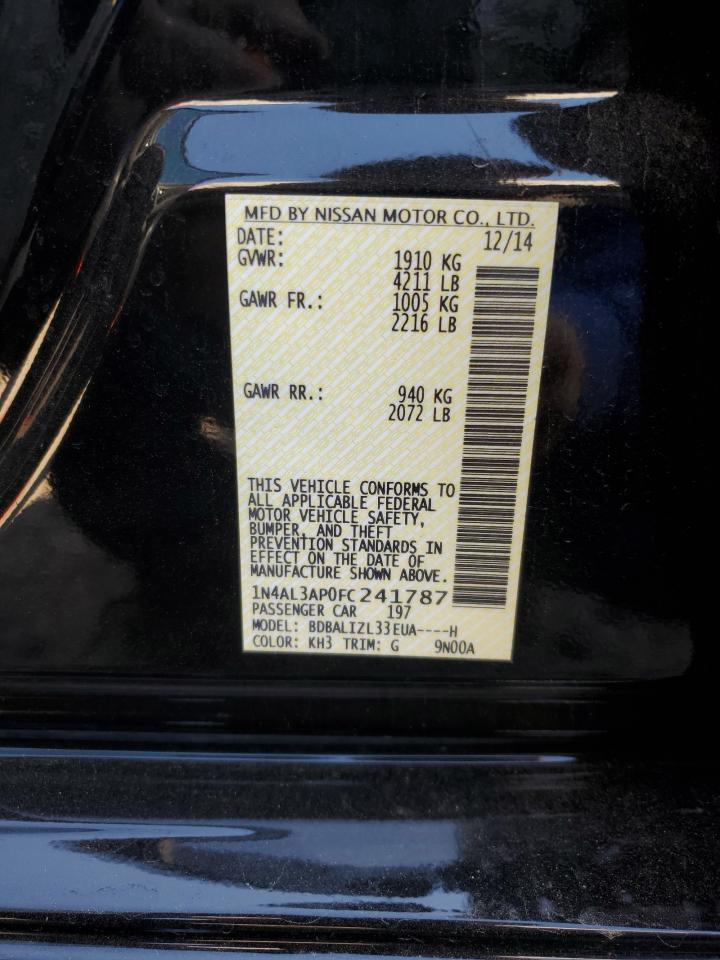 MFD BY NISSAN MOTOR CO., LTD.
DATE: 12/14
GVWR: 1910 KG
4211 LB
GAWR FR.: 1005 KG
2216 LB
GAWR RR.: 940 KG
2072 LB
THIS VEHICLE CONFORMS TO
ALL APPLICABLE FEDERAL
MOTOR VEHICLE SAFETY,
BUMPER, AND THEFT
PREVENTION STANDARDS IN
EFFECT ON THE DATE OF
MANUFACTURE SHOWN ABOVE.
1N4AL3AP0FC241787
PASSENGER CAR 197
MODEL: BDBALIZL33EUA----H
COLOR: KH3 TRIM: G 9N00A